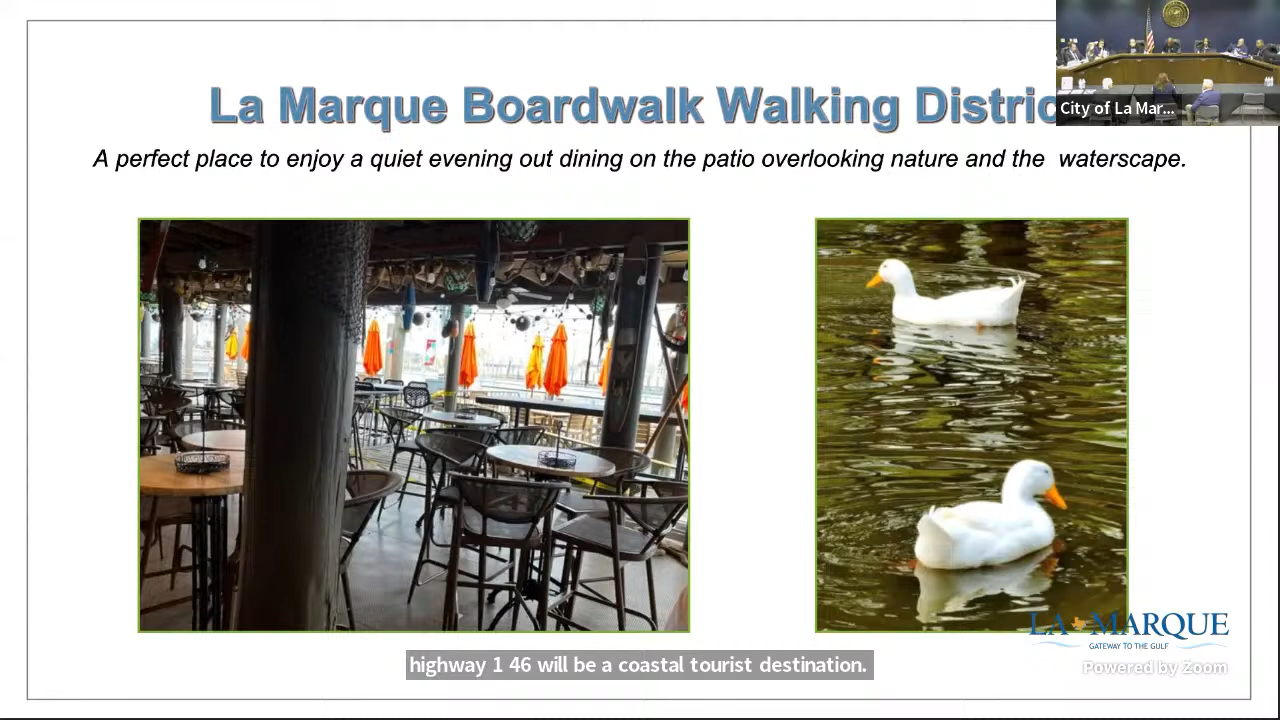 La Marque Boardwalk Walking Distric
City of La Mar...
A perfect place to enjoy a quiet evening out dining on the patio overlooking nature and the waterscape.
LA MARQUE
GATEWAY TO THE GULF
highway 1 46 will be a coastal tourist destination.
Powered by Zoom